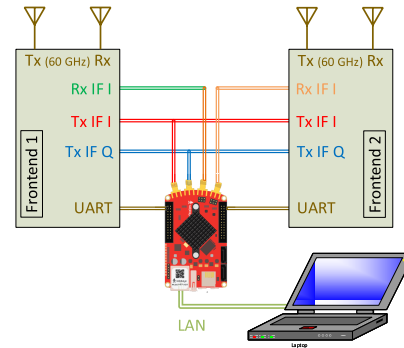 Tx (60 GHz) Rx
Tx (60 GHz) Rx
Rx IF I
Rx IF I
Tx IF I
Tx IF I
Tx IF Q
Tx IF Q
Frontend 1
Frontend 2
UART
UART
LAN
Laptop